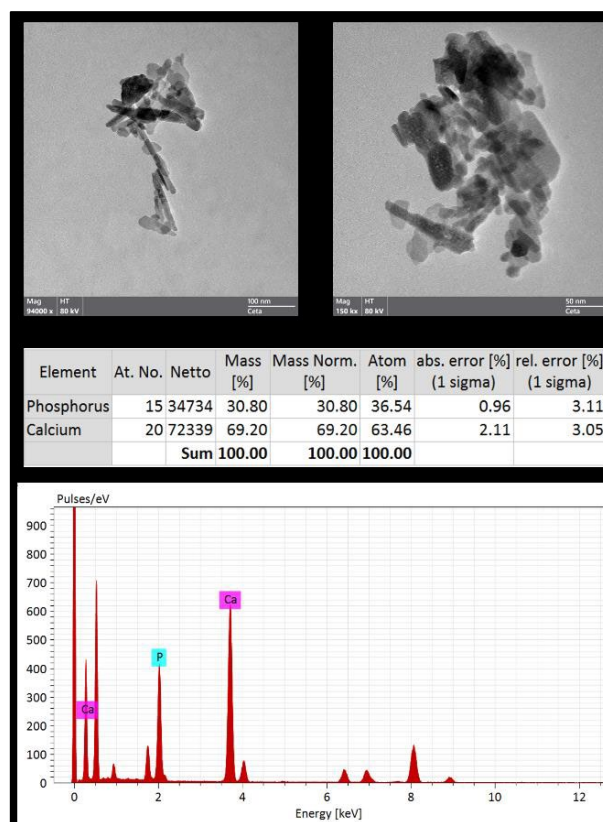 Mag HT 100 nm
94000 x 80 kV Ceta
Mag HT 50 nm
150 kx 80 kV Ceta
Element At. No. Netto Mass [%] Mass Norm. [%] Atom [%] abs. error [%] (1 sigma) rel. error [%] (1 sigma)
Phosphorus 15 34734 30.80 30.80 36.54 0.96 3.11
Calcium 20 72339 69.20 69.20 63.46 2.11 3.05
Sum 100.00 100.00 100.00
Pulses/eV
900
800
700
600
500
400
300
200
100
0
Ca
P
Ca
0 2 4 6 8 10 12
Energy [keV]